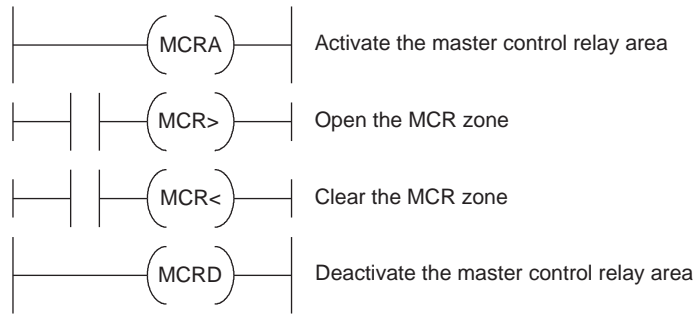 MCRA Activate the master control relay area
MCR> Open the MCR zone
MCR< Clear the MCR zone
MCRD Deactivate the master control relay area